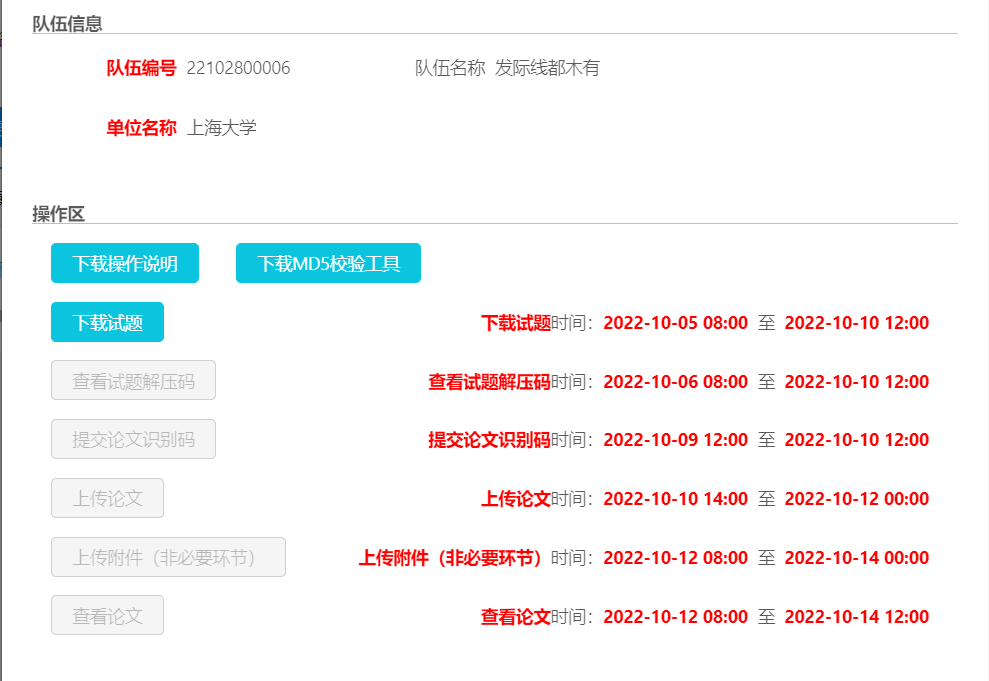 队伍信息
队伍编号 22102800006 队伍名称 发际线都木有
单位名称 上海大学
操作区
下载操作说明 下载MD5校验工具
下载试题 下载试题时间：2022-10-05 08:00 至 2022-10-10 12:00
查看试题解压码 查看试题解压码时间：2022-10-06 08:00 至 2022-10-10 12:00
提交论文识别码 提交论文识别码时间：2022-10-09 12:00 至 2022-10-10 12:00
上传论文 上传论文时间：2022-10-10 14:00 至 2022-10-12 00:00
上传附件（非必要环节） 上传附件（非必要环节）时间：2022-10-12 08:00 至 2022-10-14 00:00
查看论文 查看论文时间：2022-10-12 08:00 至 2022-10-14 12:00